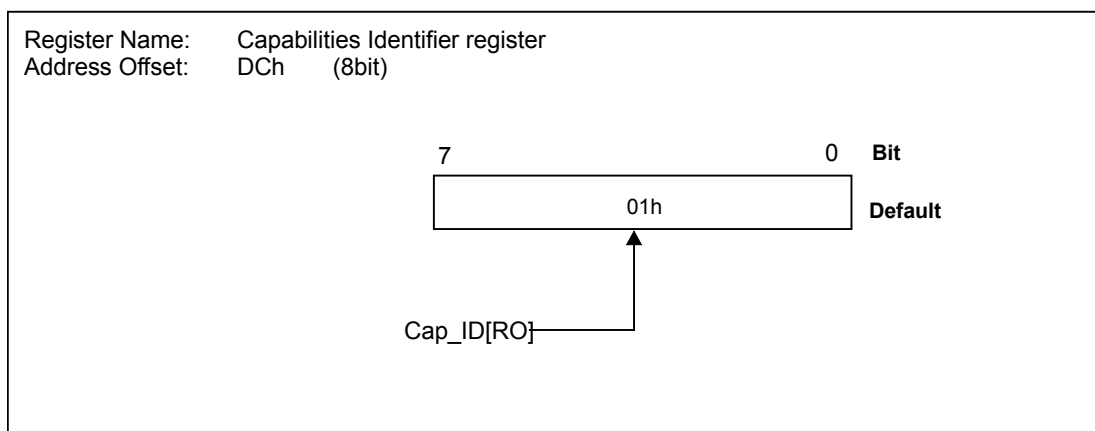 Register Name: Capabilities Identifier register
Address Offset: DCh (8bit)
7 0 Bit
01h Default
Cap_ID[RO]